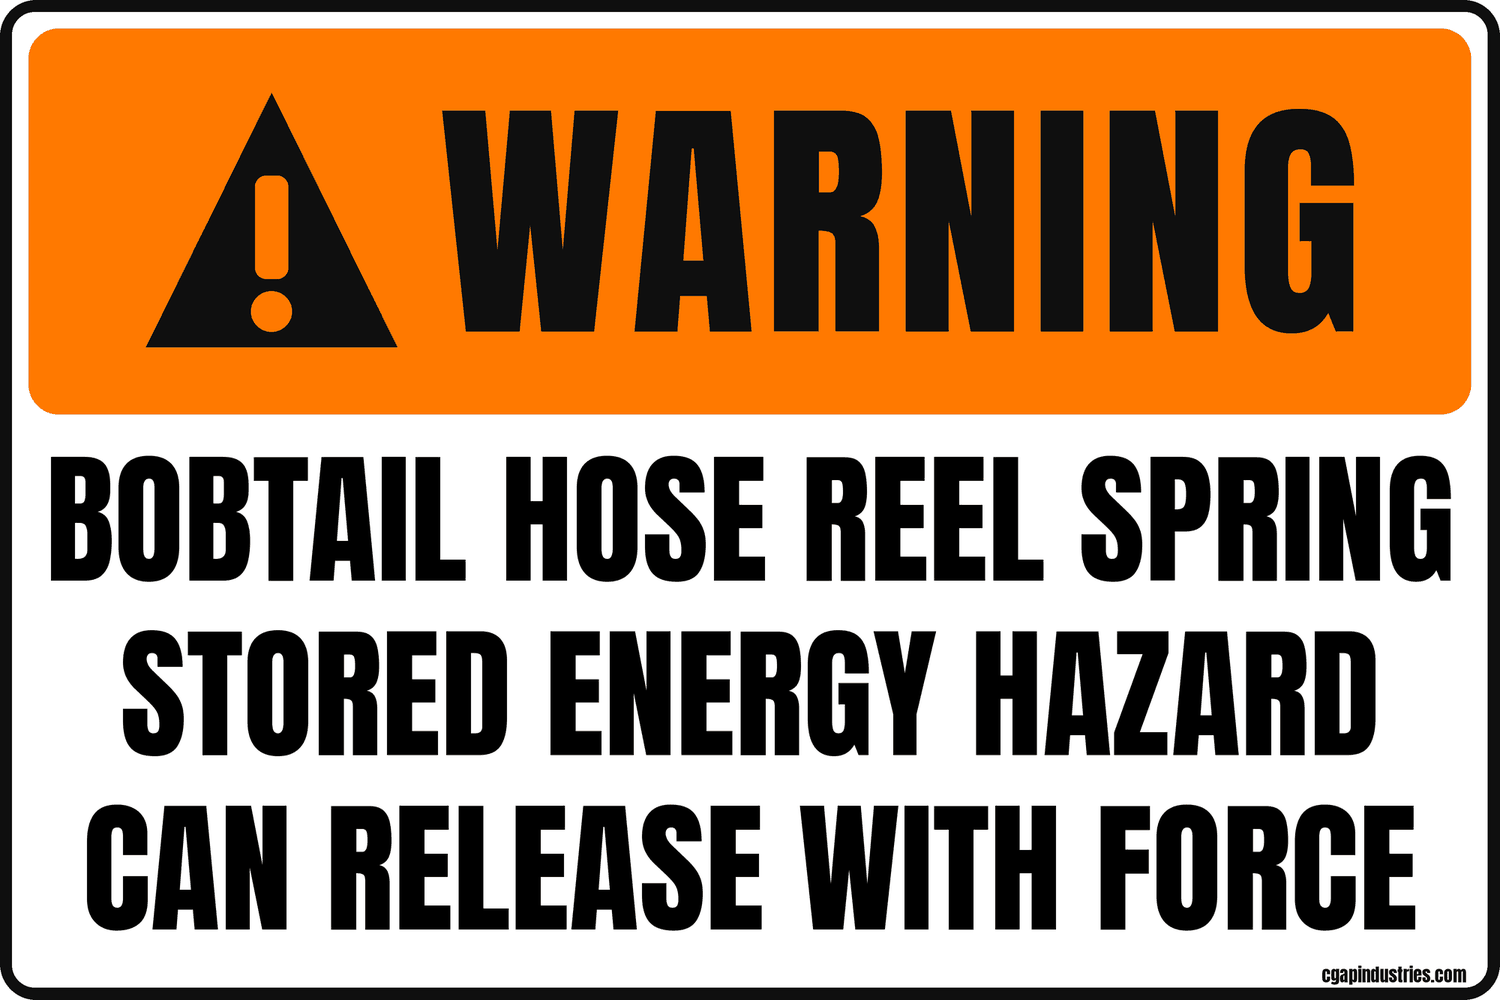 WARNING
BOBTAIL HOSE REEL SPRING
STORED ENERGY HAZARD
CAN RELEASE WITH FORCE
cgapindustries.com